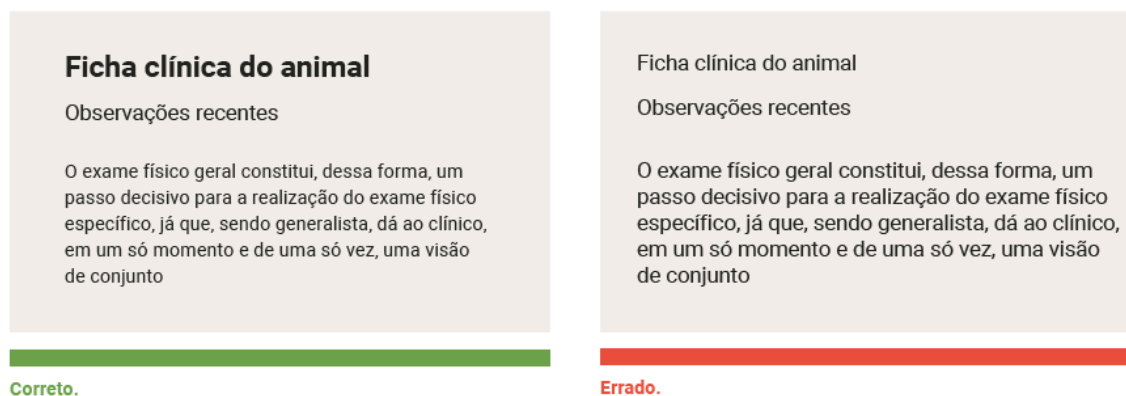 Ficha clínica do animal
Observações recentes
O exame físico geral constitui, dessa forma, um
passo decisivo para a realização do exame físico
específico, já que, sendo generalista, dá ao clínico,
em um só momento e de uma só vez, uma visão
de conjunto
Correto.
Ficha clínica do animal
Observações recentes
O exame físico geral constitui, dessa forma, um
passo decisivo para a realização do exame físico
específico, já que, sendo generalista, dá ao clínico,
em um só momento e de uma só vez, uma visão
de conjunto
Errado.